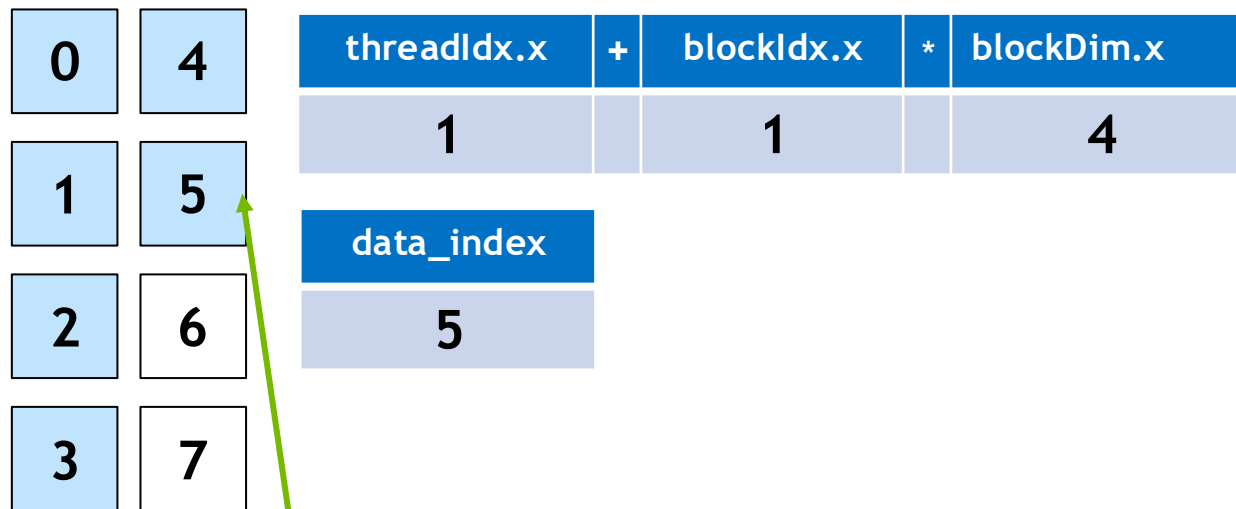 0 4
threadIdx.x + blockIdx.x * blockDim.x
1 1 4
1 5
data_index
5
2 6
3 7